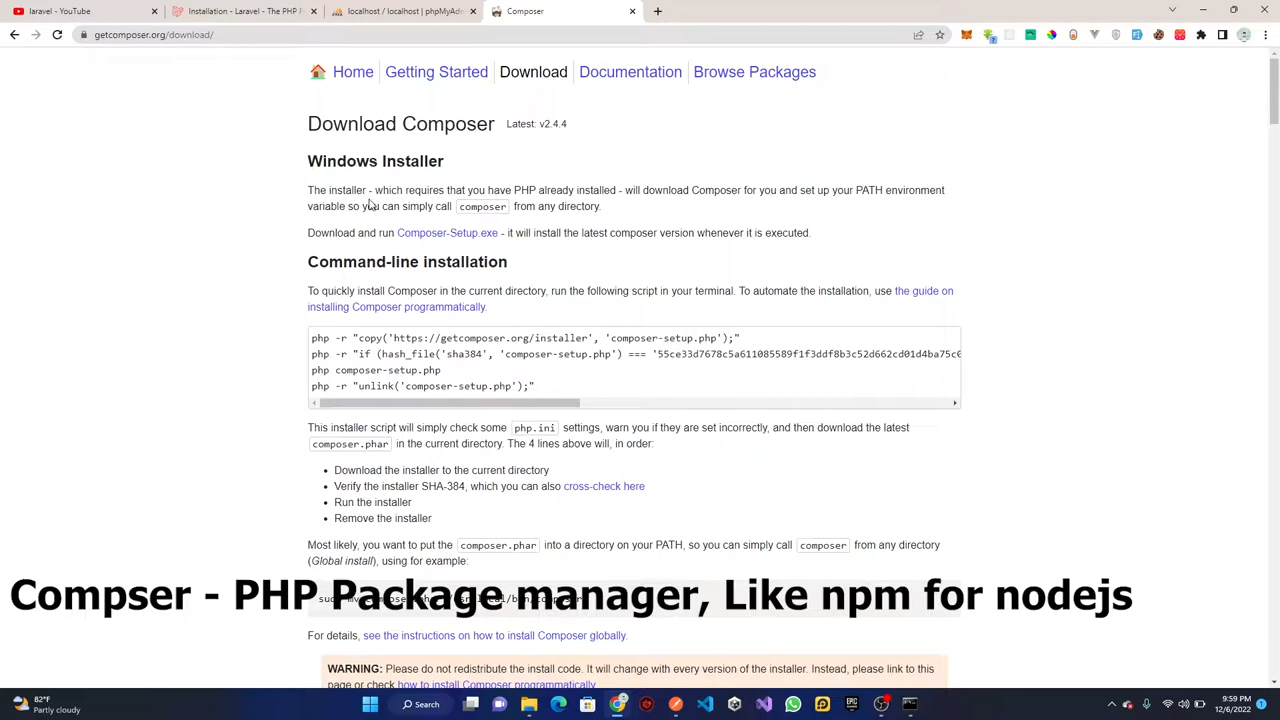 laravel - YouTube
Installation - Laravel - The PHP F
localhost / localhost | phpMyAdm
Composer
getcomposer.org/download/
Home
Getting Started
Download
Documentation
Browse Packages
Download Composer
Latest: v2.4.4
Windows Installer
The installer - which requires that you have PHP already installed - will download Composer for you and set up your PATH environment
variable so you can simply call composer from any directory.
Download and run Composer-Setup.exe - it will install the latest composer version whenever it is executed.
Command-line installation
To quickly install Composer in the current directory, run the following script in your terminal. To automate the installation, use the guide on
installing Composer programmatically.
php -r "copy('https://getcomposer.org/installer', 'composer-setup.php');"
php -r "if (hash_file('sha384', 'composer-setup.php') === '55ce33d7678c5a611085589f1f3ddf8b3c52d662cd01d4ba75c0
php composer-setup.php
php -r "unlink('composer-setup.php');"
This installer script will simply check some php.ini settings, warn you if they are set incorrectly, and then download the latest
composer.phar in the current directory. The 4 lines above will, in order:
• Download the installer to the current directory
• Verify the installer SHA-384, which you can also cross-check here
• Run the installer
• Remove the installer
Most likely, you want to put the composer.phar into a directory on your PATH, so you can simply call composer from any directory
(Global install), using for example:
Compser - PHP Package manager, Like npm for nodejs
For details, see the instructions on how to install Composer globally.
WARNING: Please do not redistribute the install code. It will change with every version of the installer. Instead, please link to this
page or check how to install Composer programmatically.
82°F
Partly cloudy
Search
9:59 PM
12/6/2022